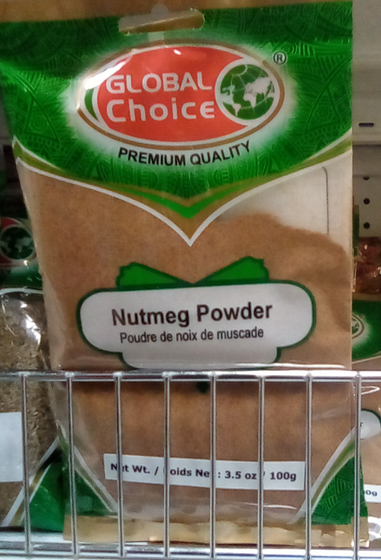 GLOBAL
Choice
®
PREMIUM QUALITY
Nutmeg Powder
Poudre de noix de muscade
Net Wt. / Poids Net : 3.5 oz / 100g
0g